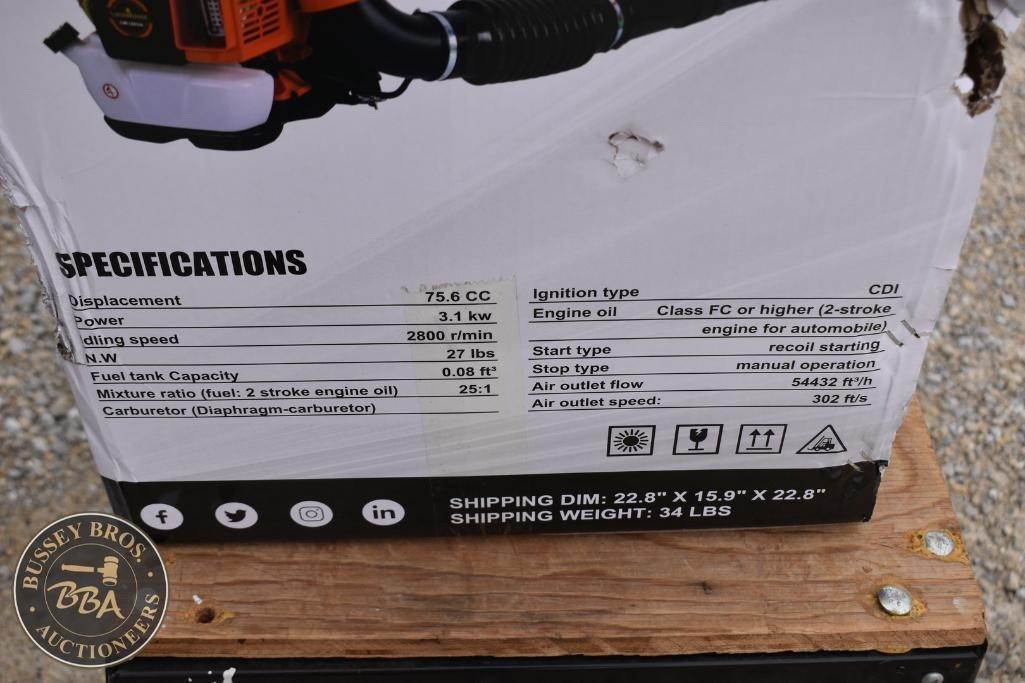 SPECIFICATIONS
Displacement 75.6 CC
Power 3.1 kw
dling speed 2800 r/min
N.W 27 lbs
Fuel tank Capacity 0.08 ft³
Mixture ratio (fuel: 2 stroke engine oil) 25:1
Carburetor (Diaphragm-carburetor)
Ignition type CDI
Engine oil Class FC or higher (2-stroke
engine for automobile)
Start type recoil starting
Stop type manual operation
Air outlet flow 54432 ft³/h
Air outlet speed: 302 ft/s
SHIPPING DIM: 22.8" X 15.9" X 22.8"
SHIPPING WEIGHT: 34 LBS
BUSSEY BROS.
BBA
AUCTIONEERS